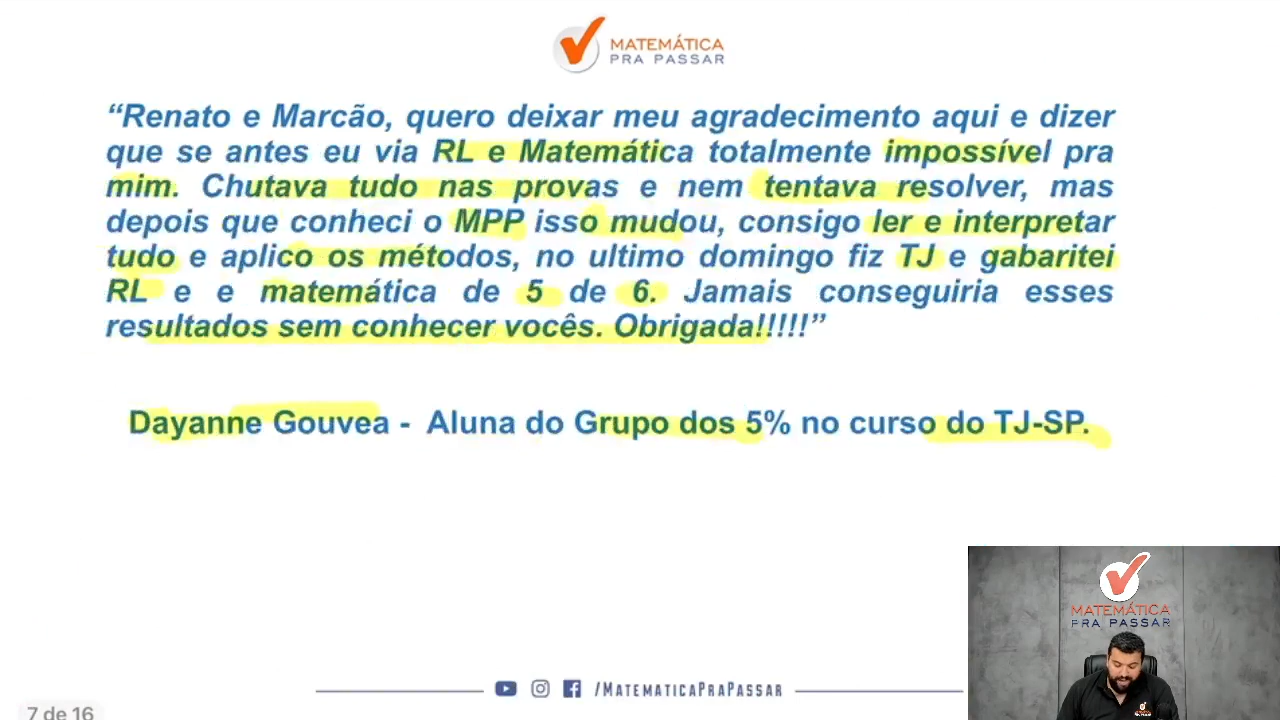 MATEMÁTICA
PRA PASSAR
“Renato e Marcão, quero deixar meu agradecimento aqui e dizer
que se antes eu via RL e Matemática totalmente impossível pra
mim. Chutava tudo nas provas e nem tentava resolver, mas
depois que conheci o MPP isso mudou, consigo ler e interpretar
tudo e aplico os métodos, no ultimo domingo fiz TJ e gabaritei
RL e e matemática de 5 de 6. Jamais conseguiria esses
resultados sem conhecer vocês. Obrigada!!!!!”
Dayanne Gouvea - Aluna do Grupo dos 5% no curso do TJ-SP.
MATEMÁTICA
PRA PASSAR
/MATEMATICAPRAPASSAR
7 de 16